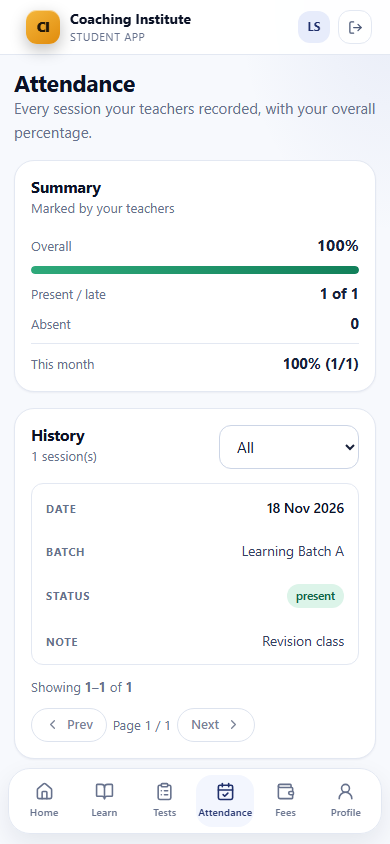 CI
Coaching Institute
STUDENT APP
LS
Attendance
Every session your teachers recorded, with your overall
percentage.
Summary
Marked by your teachers
Overall 100%
Present / late 1 of 1
Absent 0
This month 100% (1/1)
History
1 session(s)
All
DATE 18 Nov 2026
BATCH Learning Batch A
STATUS present
NOTE Revision class
Showing 1–1 of 1
Prev Page 1 / 1 Next
Home Learn Tests Attendance Fees Profile